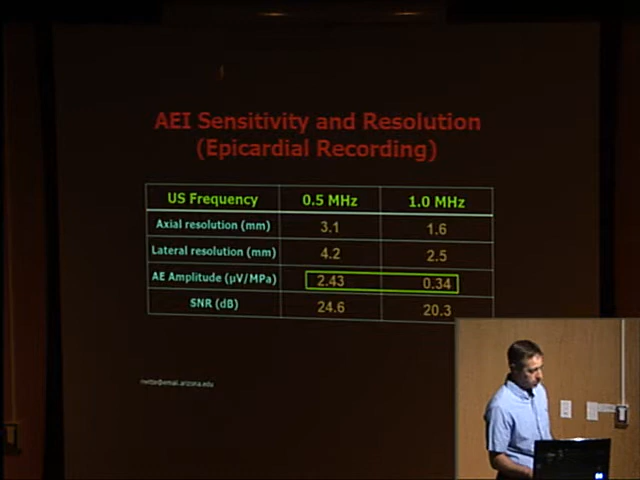 AEI Sensitivity and Resolution
(Epicardial Recording)
US Frequency 0.5 MHz 1.0 MHz
Axial resolution (mm) 3.1 1.6
Lateral resolution (mm) 4.2 2.5
AE Amplitude (μV/MPa) 2.43 0.34
SNR (dB) 24.6 20.3